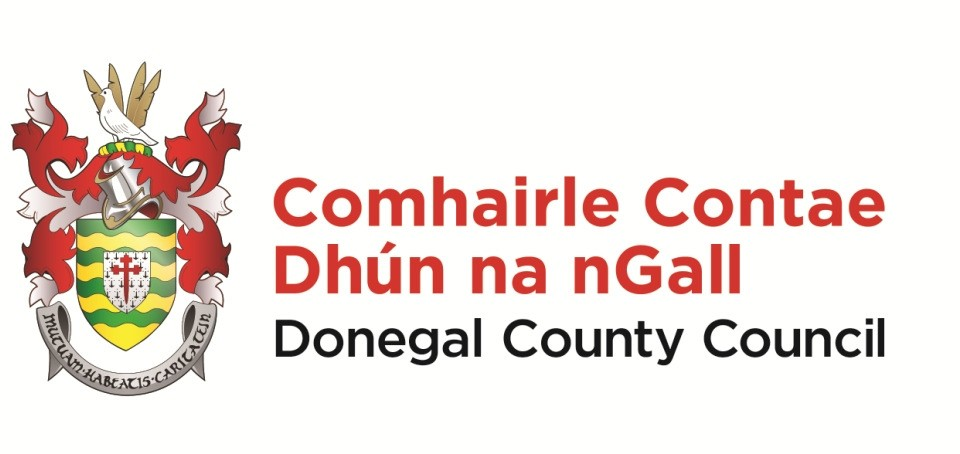 Comhairle Contae
Dhún na nGall
Donegal County Council
MUTUAM·HABEATIS·CARITATEM